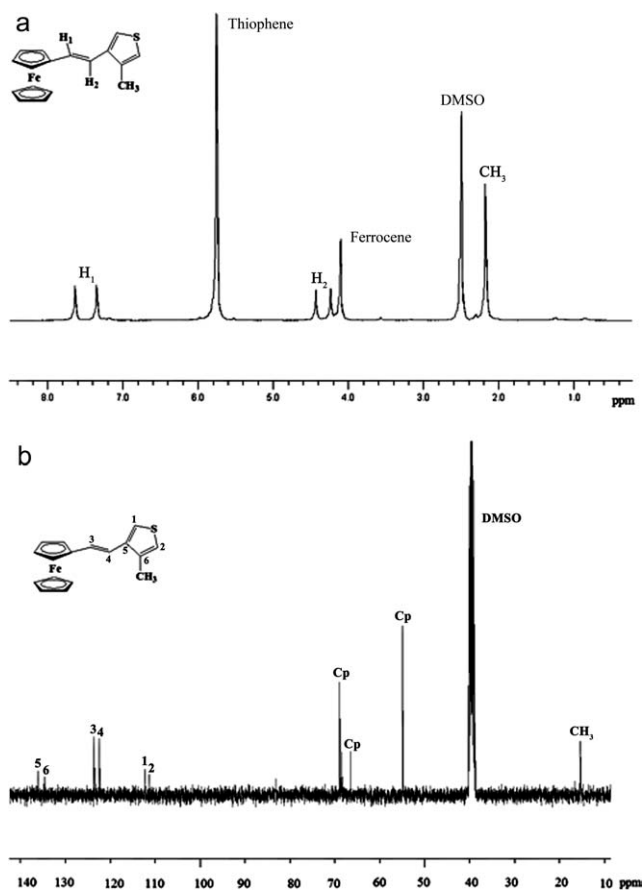 a
H₁
S
Fe
H₂
CH₃
Thiophene
DMSO
CH₃
Ferrocene
H₁
H₂
8.0 7.0 6.0 5.0 4.0 3.0 2.0 1.0 ppm
b
1
S
3
2
4
5
6
Fe
CH₃
DMSO
Cp
Cp
Cp
3
4
5
6
1
2
CH₃
140 130 120 110 100 90 80 70 60 50 40 30 20 10 ppm